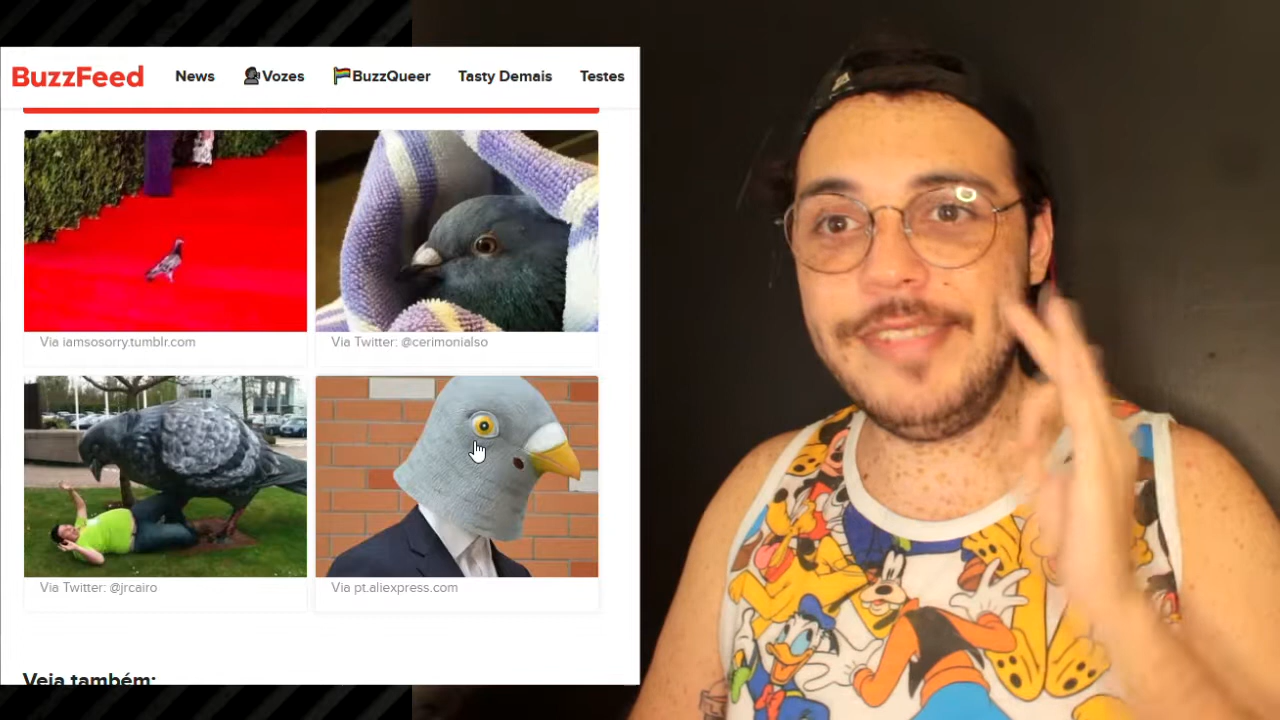 BuzzFeed News Vozes BuzzQueer Tasty Demais Testes
Via iamsosorry.tumblr.com Via Twitter: @cerimonialso
Via Twitter: @jrcairo Via pt.aliexpress.com
Veja também: